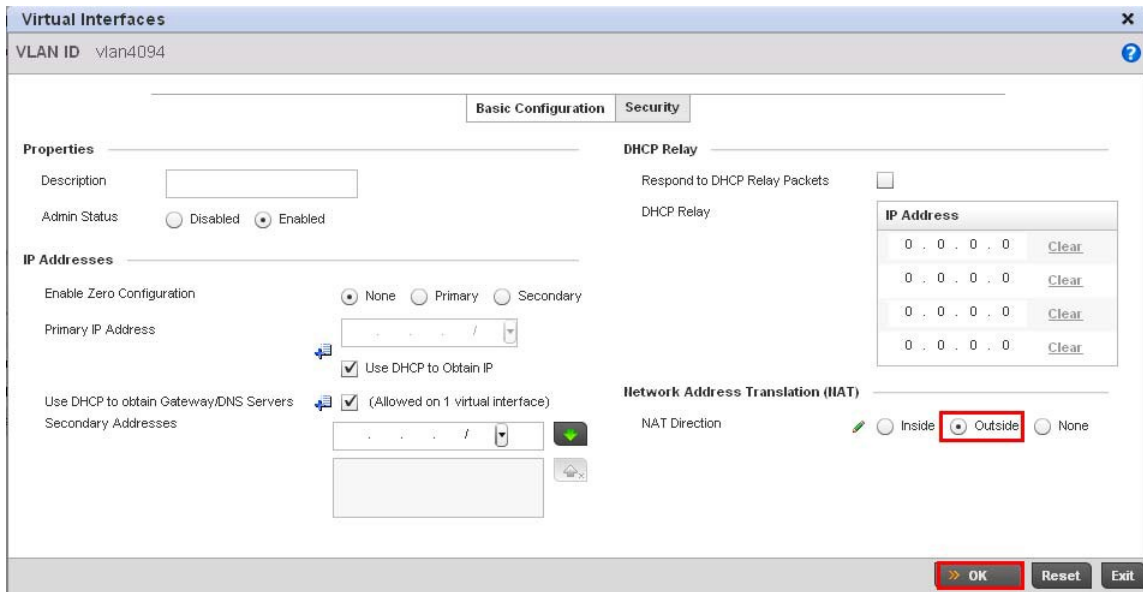 Virtual Interfaces
VLAN ID vlan4094
Basic Configuration Security
Properties
Description
Admin Status Disabled Enabled
IP Addresses
Enable Zero Configuration None Primary Secondary
Primary IP Address . . . /
Use DHCP to Obtain IP
Use DHCP to obtain Gateway/DNS Servers (Allowed on 1 virtual interface)
Secondary Addresses . . . /
DHCP Relay
Respond to DHCP Relay Packets
DHCP Relay
IP Address
0 . 0 . 0 . 0 Clear
0 . 0 . 0 . 0 Clear
0 . 0 . 0 . 0 Clear
0 . 0 . 0 . 0 Clear
Network Address Translation (NAT)
NAT Direction Inside Outside None
» OK Reset Exit